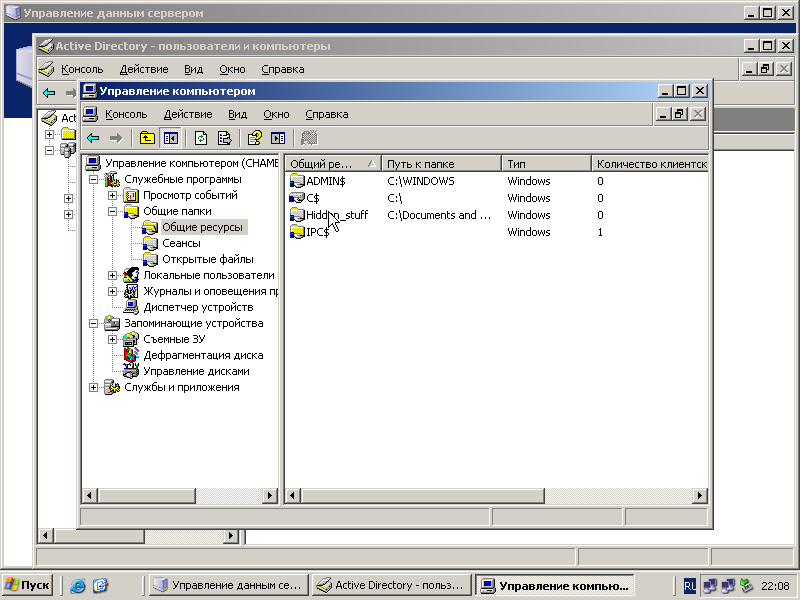 Управление данным сервером
Active Directory - пользователи и компьютеры
Консоль Действие Вид Окно Справка
Управление компьютером
Консоль Действие Вид Окно Справка
Управление компьютером (CHAM
Служебные программы
Просмотр событий
Общие папки
Общие ресурсы
Сеансы
Открытые файлы
Локальные пользователи
Журналы и оповещения пр
Диспетчер устройств
Запоминающие устройства
Съемные ЗУ
Дефрагментация диска
Управление дисками
Службы и приложения
Общий ре... Путь к папке Тип Количество клиентск
ADMIN$ C:\WINDOWS Windows 0
C$ C:\ Windows 0
Hidden_stuff C:\Documents and ... Windows 0
IPC$ Windows 1
Act
Пуск
Управление данным се...
Active Directory - польз...
Управление компью...
RU
22:08